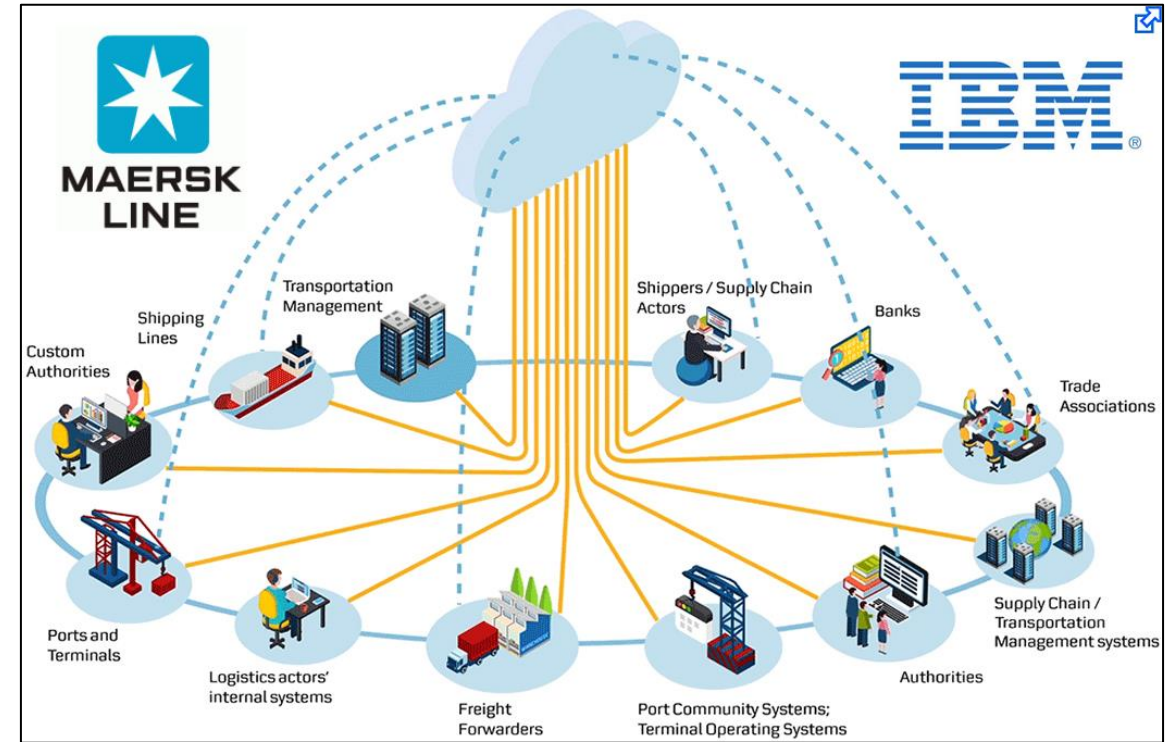 MAERSK
LINE
IBM®
Transportation
Management
Shippers / Supply Chain
Actors
Banks
Shipping
Lines
Custom
Authorities
Trade
Associations
Ports and
Terminals
Logistics actors'
internal systems
Freight
Forwarders
Port Community Systems;
Terminal Operating Systems
Authorities
Supply Chain /
Transportation
Management systems